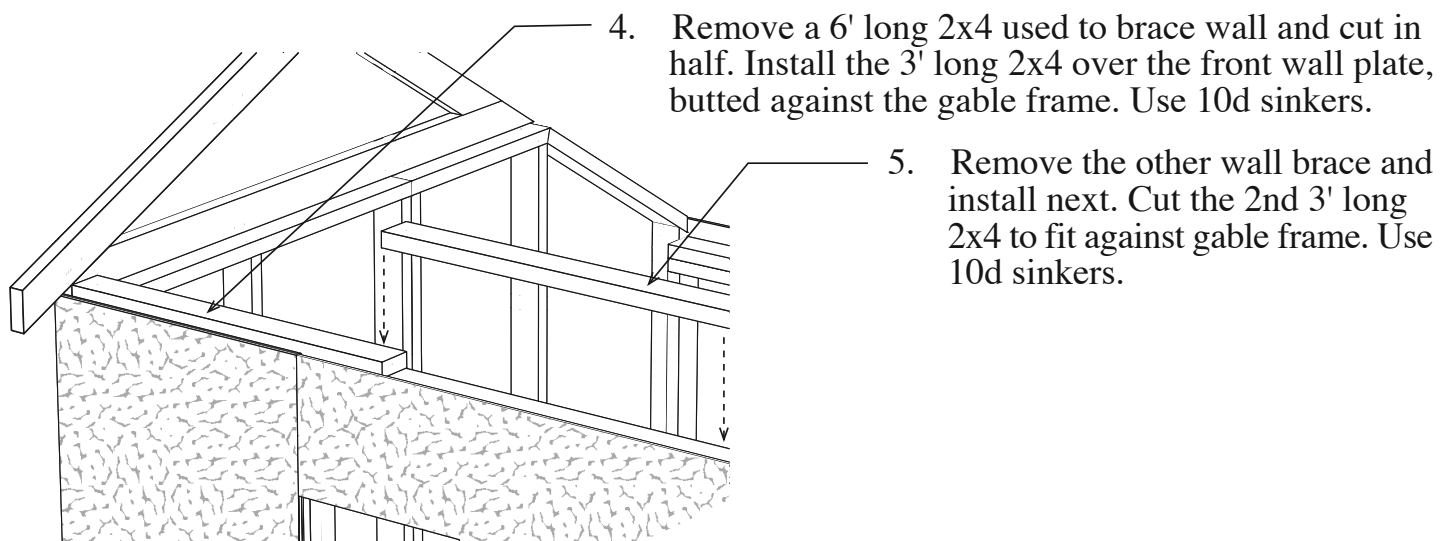 4. Remove a 6' long 2x4 used to brace wall and cut in
half. Install the 3' long 2x4 over the front wall plate,
butted against the gable frame. Use 10d sinkers.
5. Remove the other wall brace and
install next. Cut the 2nd 3' long
2x4 to fit against gable frame. Use
10d sinkers.